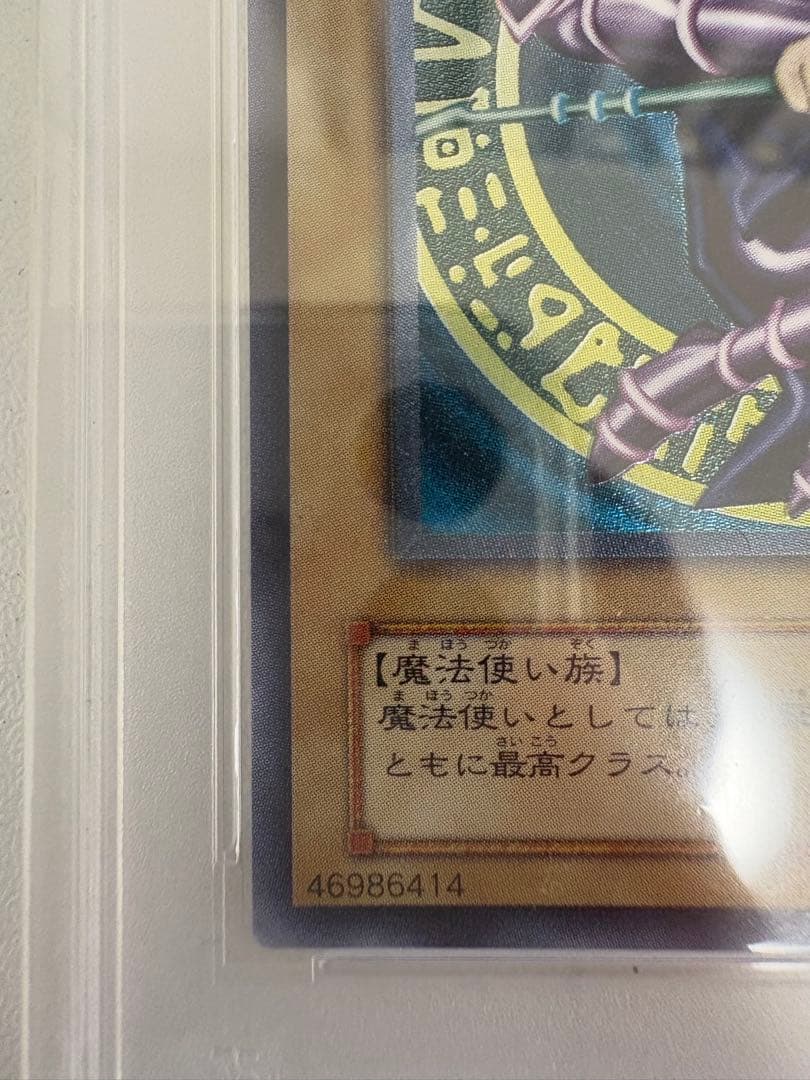 【魔法使い族】
魔法使いとしては、
ともに最高クラス。
46986414